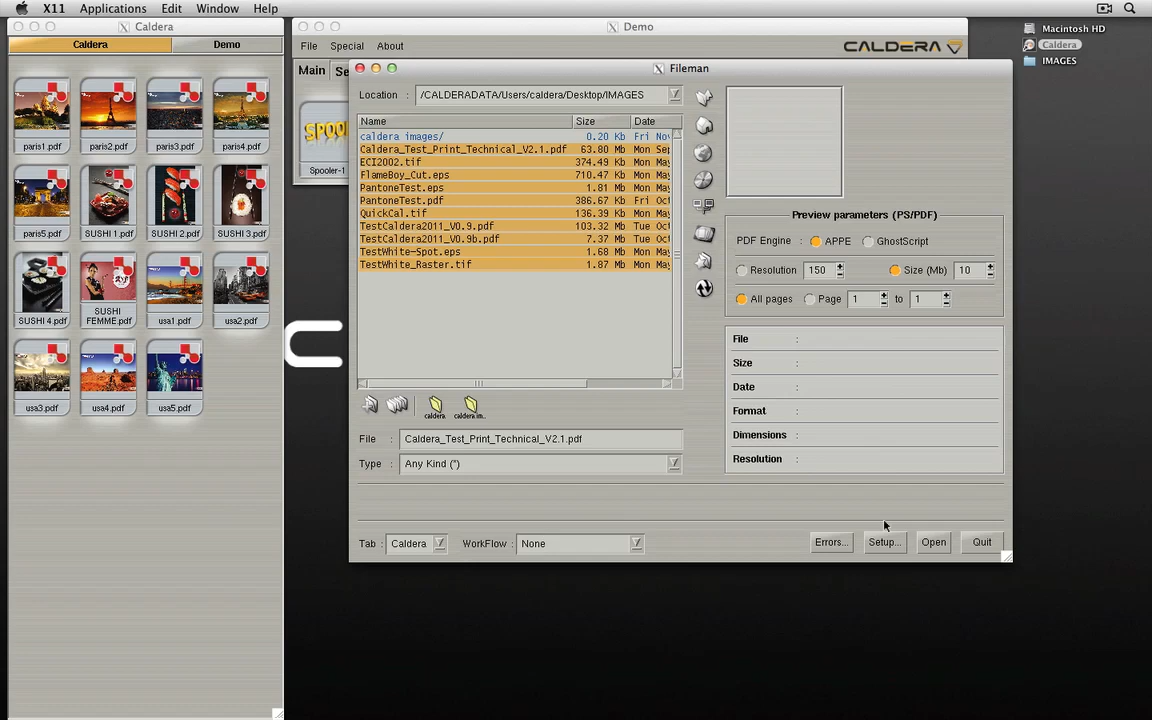 X11 Applications Edit Window Help
Caldera
Caldera Demo
paris1.pdf paris2.pdf paris3.pdf paris4.pdf
paris5.pdf SUSHI 1.pdf SUSHI 2.pdf SUSHI 3.pdf
SUSHI 4.pdf SUSHI FEMME.pdf usa1.pdf usa2.pdf
usa3.pdf usa4.pdf usa5.pdf
Demo
File Special About
CALDERA
Main Se
SPOO
Spooler-1
Fileman
Location : /CALDERADATA/Users/caldera/Desktop/IMAGES
Name Size Date
caldera images/ 0.20 Kb Fri Nov
Caldera_Test_Print_Technical_V2.1.pdf 63.80 Mb Mon Sep
ECI2002.tif 374.49 Kb Mon May
FlameBoy_Cut.eps 710.47 Kb Mon May
PantoneTest.eps 1.81 Mb Mon May
PantoneTest.pdf 386.67 Kb Fri Nov
QuickCal.tif 136.39 Kb Mon May
TestCaldera2011_V0.9.pdf 103.32 Mb Tue Oct
TestCaldera2011_V0.9b.pdf 7.37 Mb Tue Oct
TestWhite-Spot.eps 1.68 Mb Mon May
TestWhite_Raster.tif 1.87 Mb Mon May
caldera caldera im..
File : Caldera_Test_Print_Technical_V2.1.pdf
Type : Any Kind (*)
Tab : Caldera WorkFlow : None
Preview parameters (PS/PDF)
PDF Engine : APPE GhostScript
Resolution 150 Size (Mb) 10
All pages Page 1 to 1
File :
Size :
Date :
Format :
Dimensions :
Resolution :
Errors... Setup... Open Quit
Macintosh HD
Caldera
IMAGES